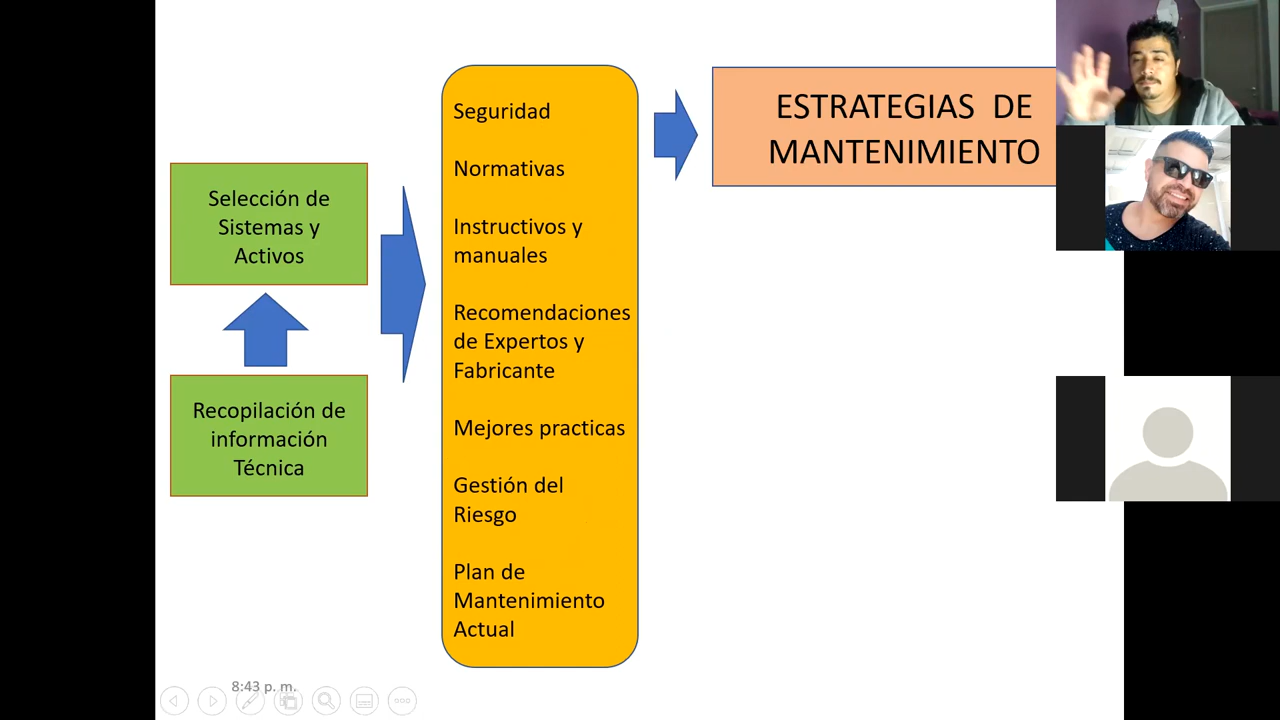 Selección de
Sistemas y
Activos
Recopilación de
información
Técnica
Seguridad
Normativas
Instructivos y
manuales
Recomendaciones
de Expertos y
Fabricante
Mejores practicas
Gestión del
Riesgo
Plan de
Mantenimiento
Actual
ESTRATEGIAS DE
MANTENIMIENTO
8:43 p. m.